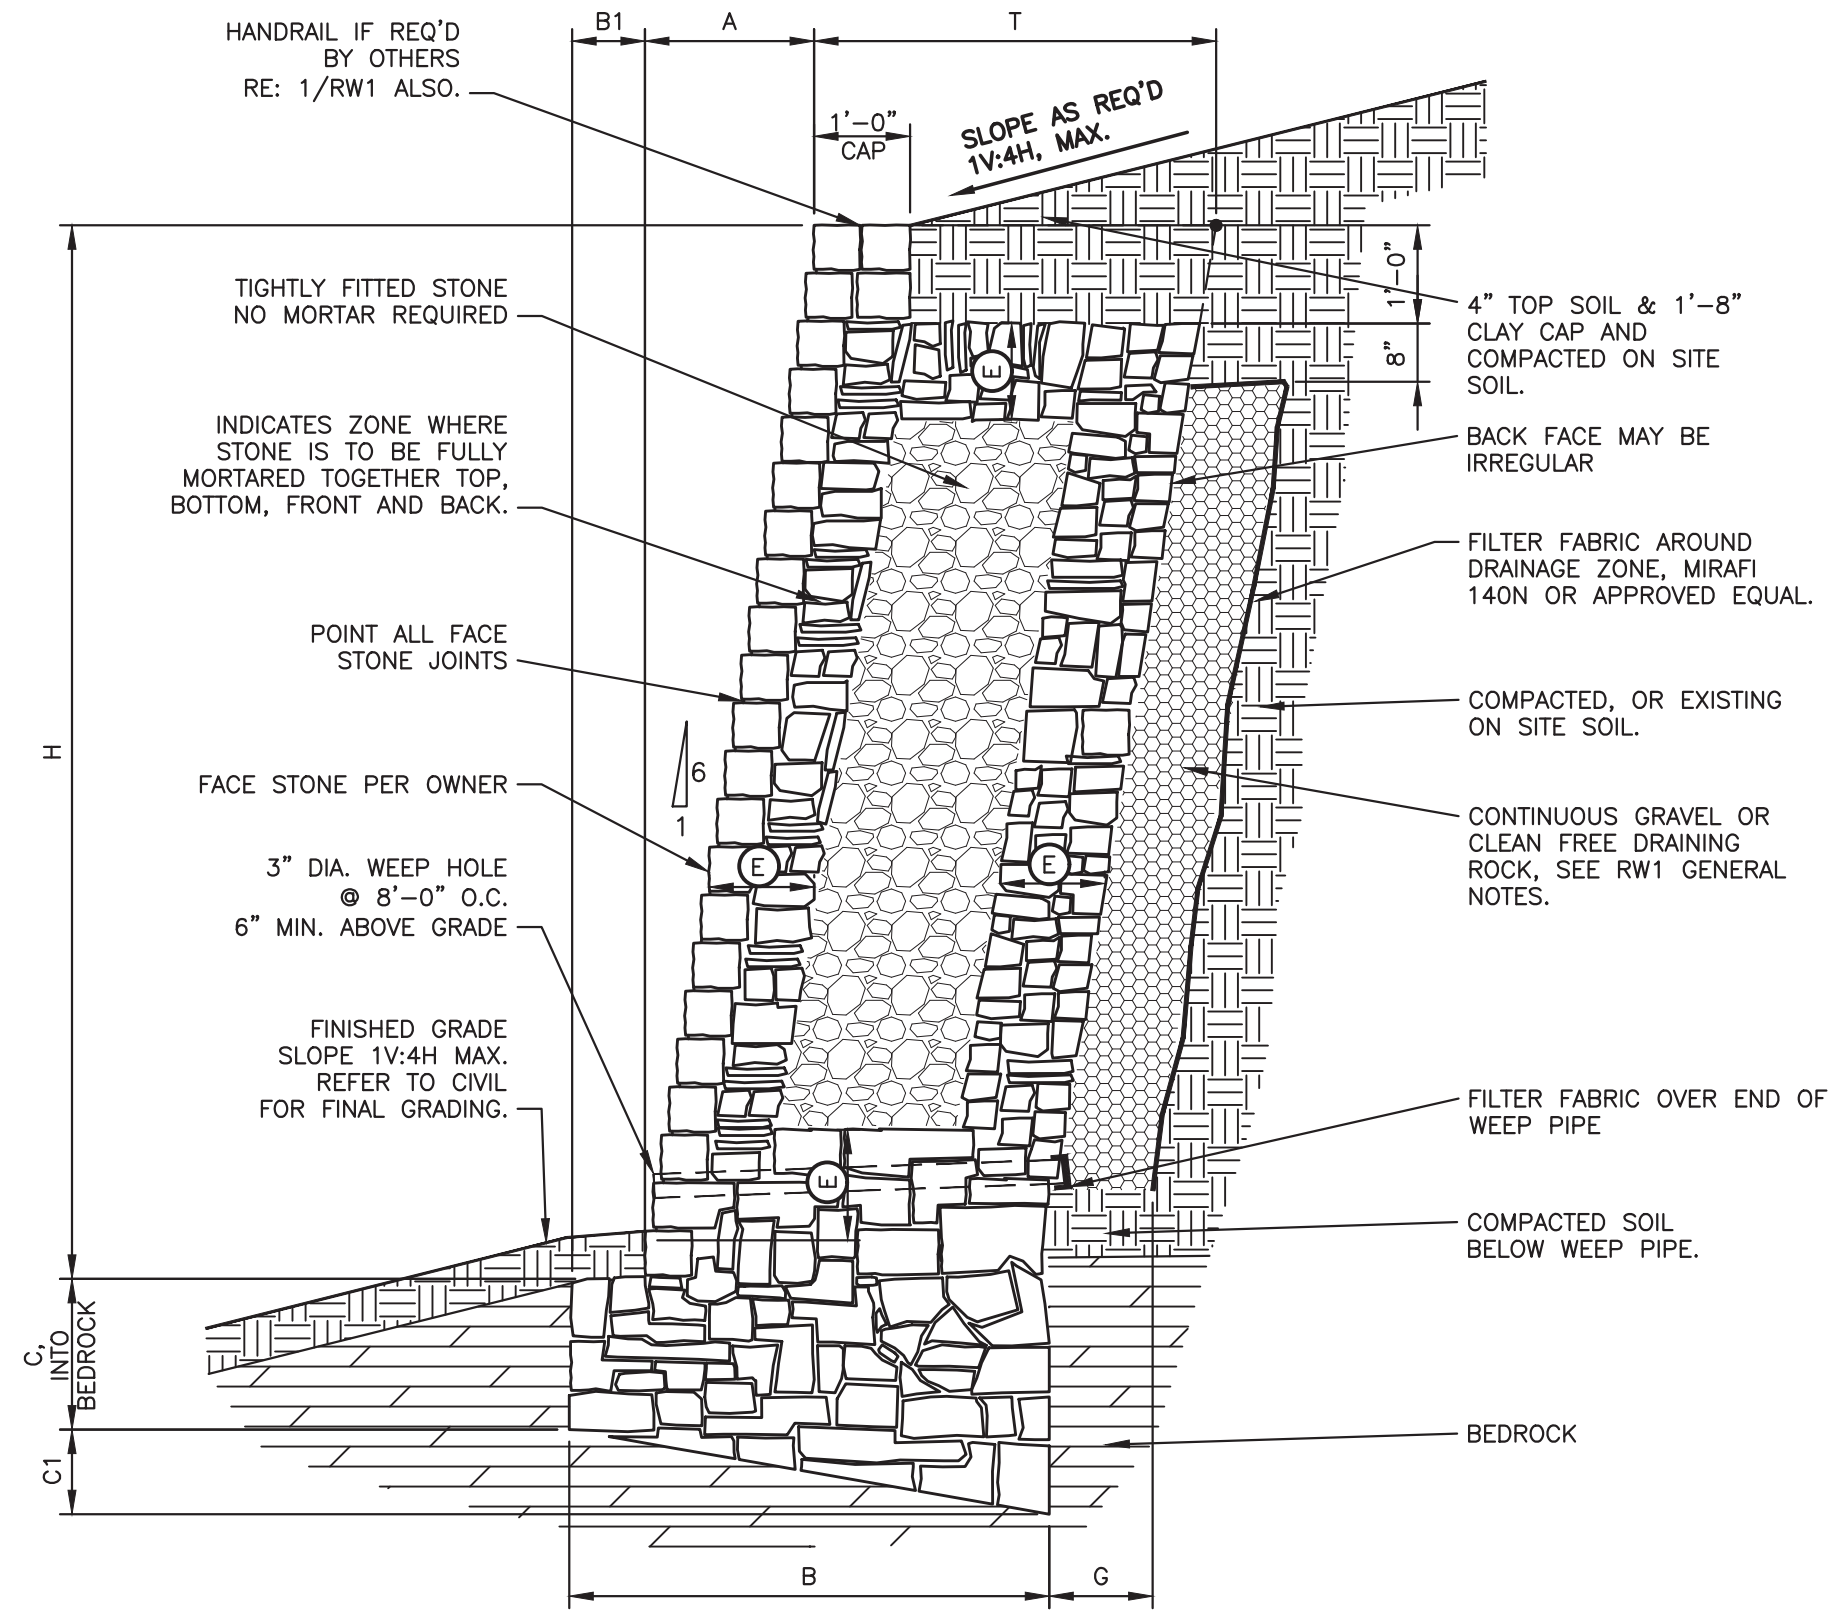 B1
A
T
HANDRAIL IF REQ'D
BY OTHERS
RE: 1/RW1 ALSO.
1'-0"
CAP
SLOPE AS REQ'D
1V:4H, MAX.
TIGHTLY FITTED STONE
NO MORTAR REQUIRED
INDICATES ZONE WHERE
STONE IS TO BE FULLY
MORTARED TOGETHER TOP,
BOTTOM, FRONT AND BACK.
POINT ALL FACE
STONE JOINTS
H
6
1
FACE STONE PER OWNER
3" DIA. WEEP HOLE
@ 8'-0" O.C.
6" MIN. ABOVE GRADE
FINISHED GRADE
SLOPE 1V:4H MAX.
REFER TO CIVIL
FOR FINAL GRADING.
C,
INTO
BEDROCK
C1
E
E
E
E
1'-0"
8"
4" TOP SOIL & 1'-8"
CLAY CAP AND
COMPACTED ON SITE
SOIL.
BACK FACE MAY BE
IRREGULAR
FILTER FABRIC AROUND
DRAINAGE ZONE, MIRAFI
140N OR APPROVED EQUAL.
COMPACTED, OR EXISTING
ON SITE SOIL.
CONTINUOUS GRAVEL OR
CLEAN FREE DRAINING
ROCK, SEE RW1 GENERAL
NOTES.
FILTER FABRIC OVER END OF
WEEP PIPE
COMPACTED SOIL
BELOW WEEP PIPE.
BEDROCK
B
G